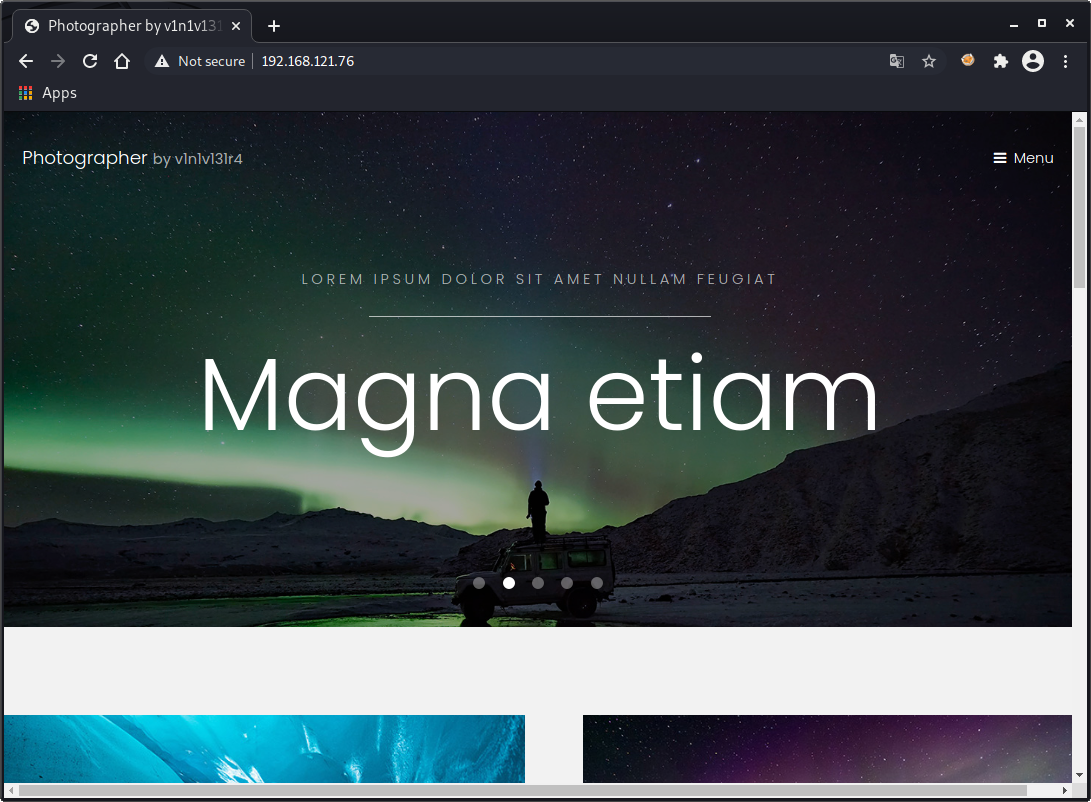 Photographer by v1n1v131
Not secure 192.168.121.76
Apps
Photographer by v1n1v131r4
Menu
LOREM IPSUM DOLOR SIT AMET NULLAM FEUGIAT
Magna etiam